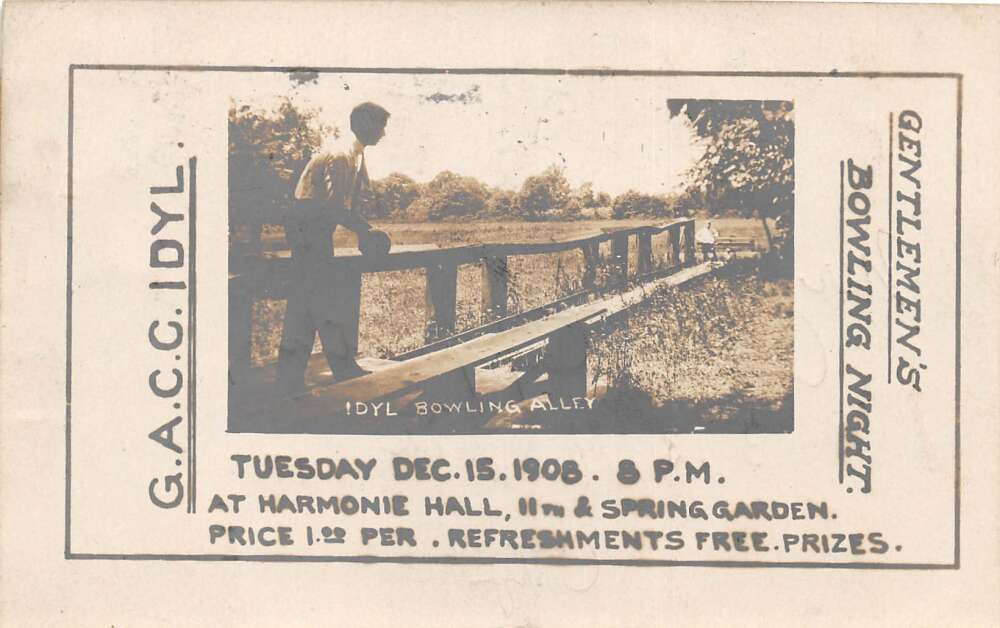 G.A.C.C. IDYL.
GENTLEMEN'S
BOWLING NIGHT.
IDYL BOWLING ALLEY
TUESDAY DEC. 15. 1908. 8 P.M.
AT HARMONIE HALL, 11TH & SPRING GARDEN.
PRICE 1.00 PER. REFRESHMENTS FREE. PRIZES.